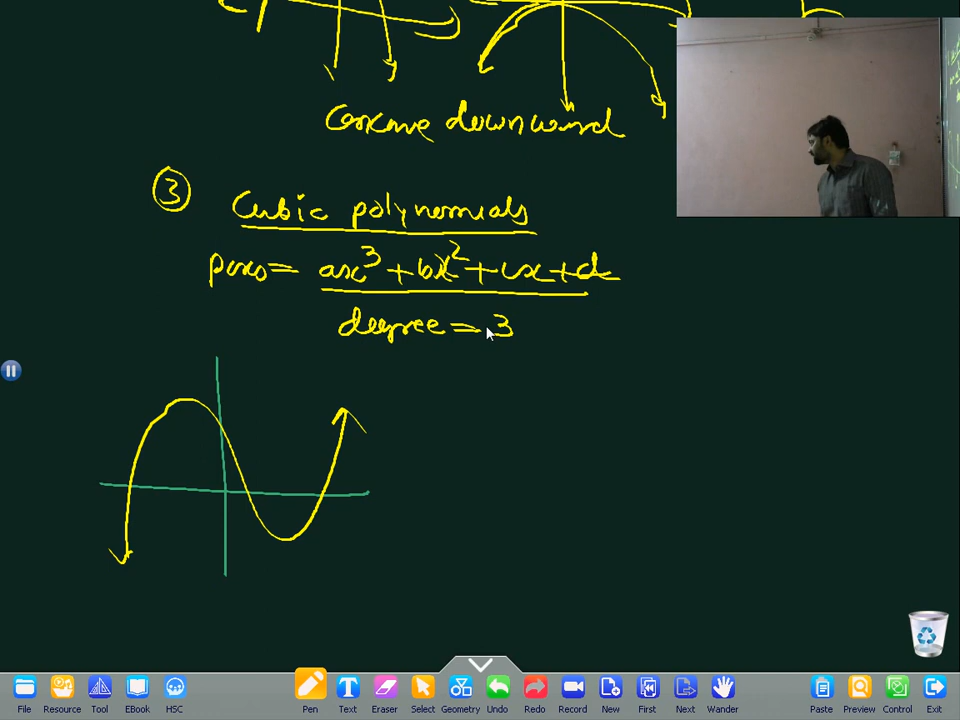 Concave downward
③ Cubic polynomials
p(x) = ax³ + bx² + cx + d
degree = 3
File Resource Tool EBook HSC Pen Text Eraser Select Geometry Undo Redo Record New First Next Wander Paste Preview Control Exit